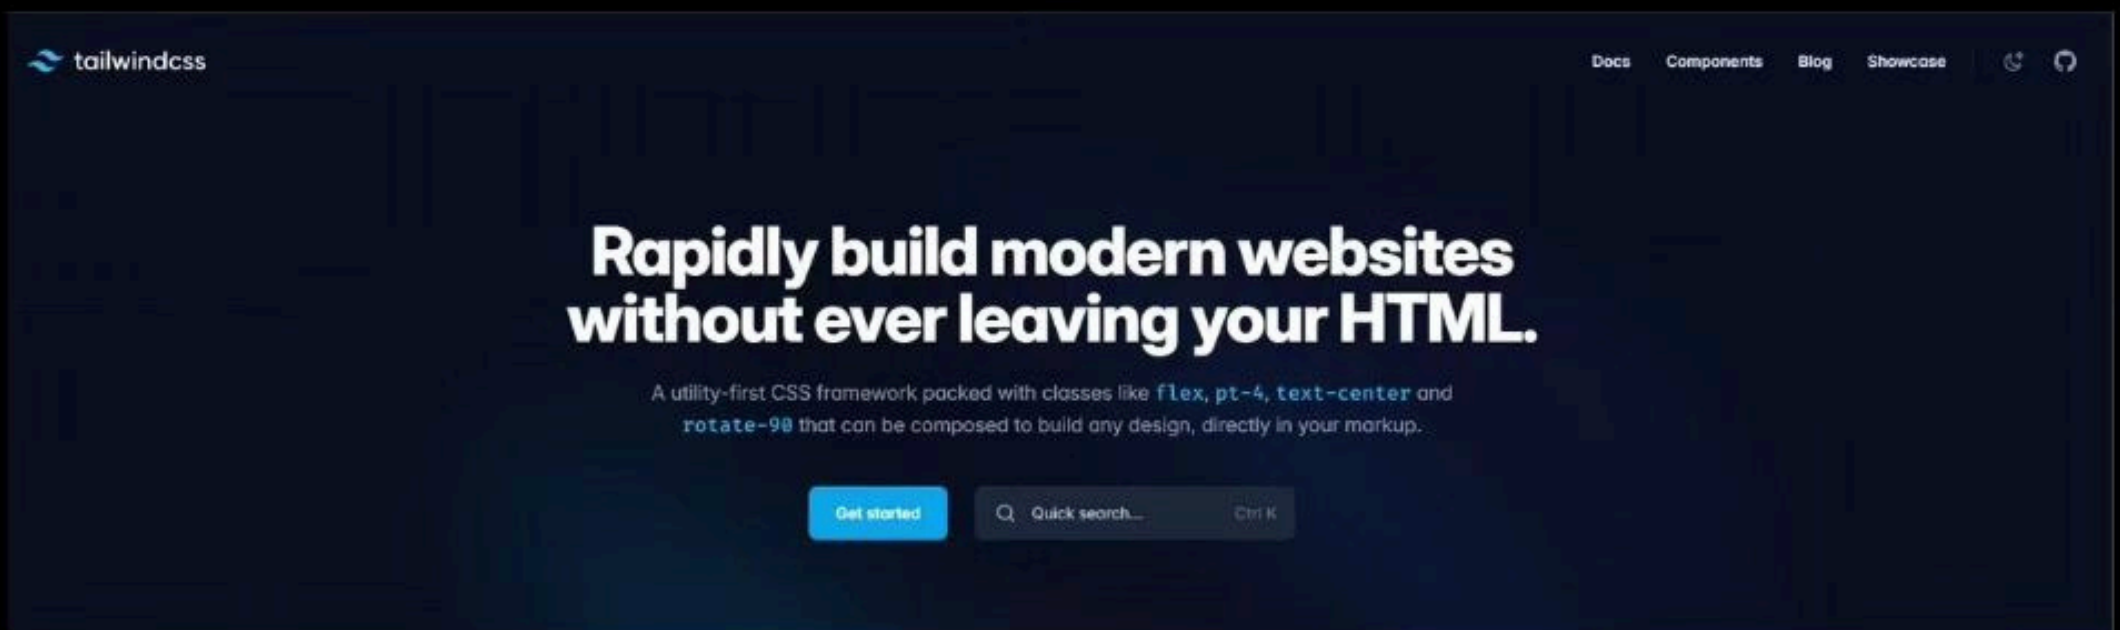 tailwindcss
Docs Components Blog Showcase
Rapidly build modern websites
without ever leaving your HTML.
A utility-first CSS framework packed with classes like flex, pt-4, text-center and
rotate-90 that can be composed to build any design, directly in your markup.
Get started
Quick search... Ctrl K